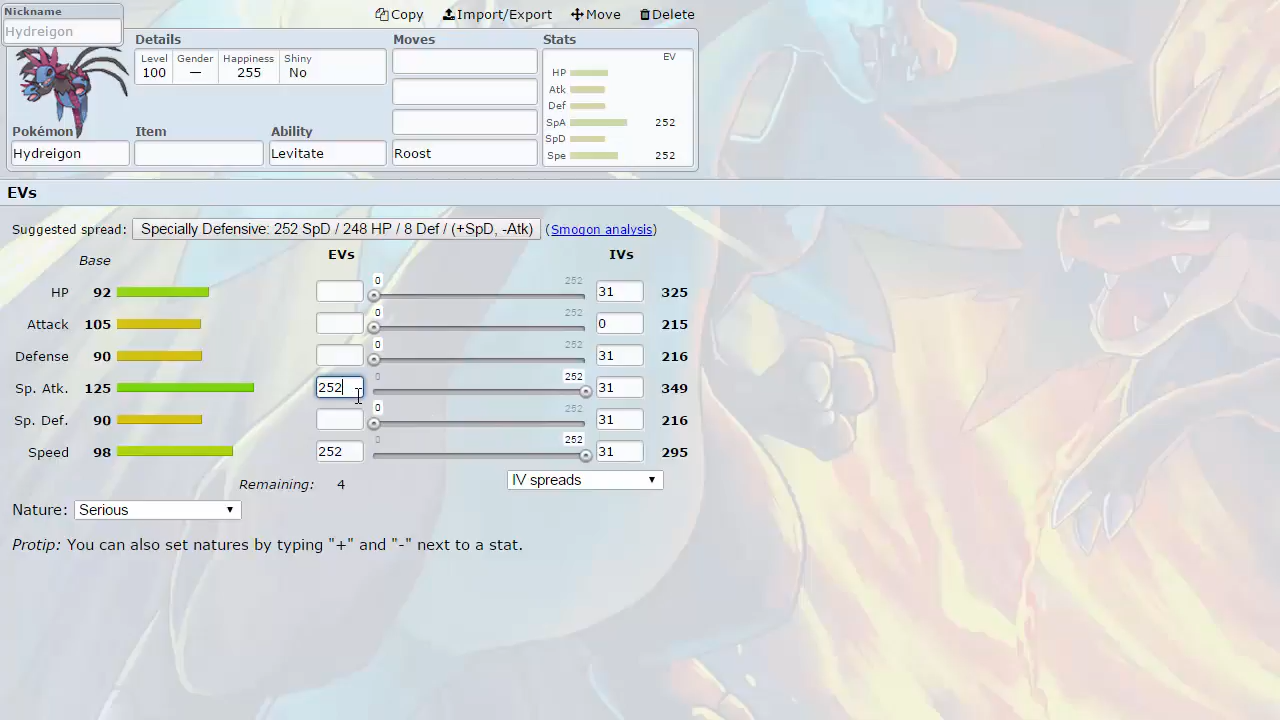 Nickname
Hydreigon
Copy Import/Export Move Delete
Details
Level Gender Happiness Shiny
100 — 255 No
Pokémon Item Ability
Hydreigon Levitate
Moves
Roost
Stats
EV
HP
Atk
Def
SpA 252
SpD
Spe 252
EVs
Suggested spread: Specially Defensive: 252 SpD / 248 HP / 8 Def / (+SpD, -Atk) (Smogon analysis)
Base EVs IVs
HP 92 0 252 31 325
Attack 105 0 252 0 215
Defense 90 0 252 31 216
Sp. Atk. 125 252 0 252 31 349
Sp. Def. 90 0 252 31 216
Speed 98 252 0 252 31 295
Remaining: 4 IV spreads
Nature: Serious
Protip: You can also set natures by typing "+" and "-" next to a stat.